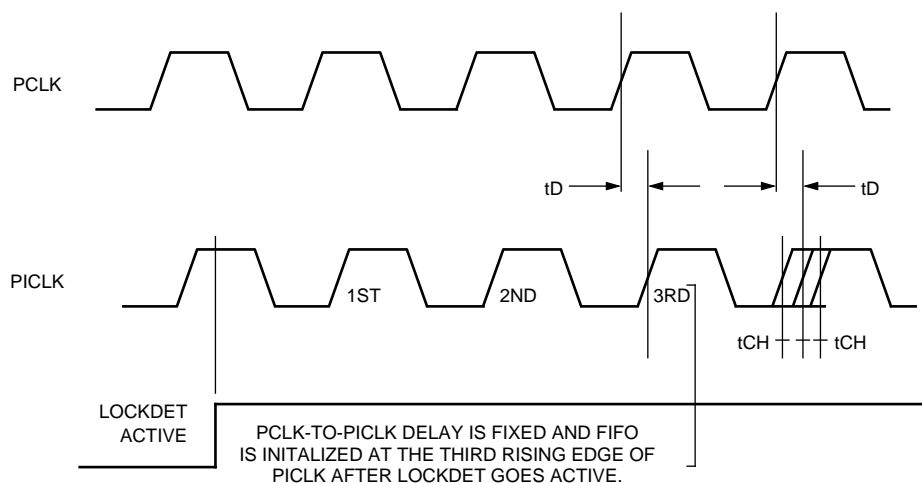 PCLK
tD
tD
PICLK
1ST
2ND
3RD
tCH
tCH
LOCKDET
ACTIVE
PCLK-TO-PICLK DELAY IS FIXED AND FIFO
IS INITALIZED AT THE THIRD RISING EDGE OF
PICLK AFTER LOCKDET GOES ACTIVE.